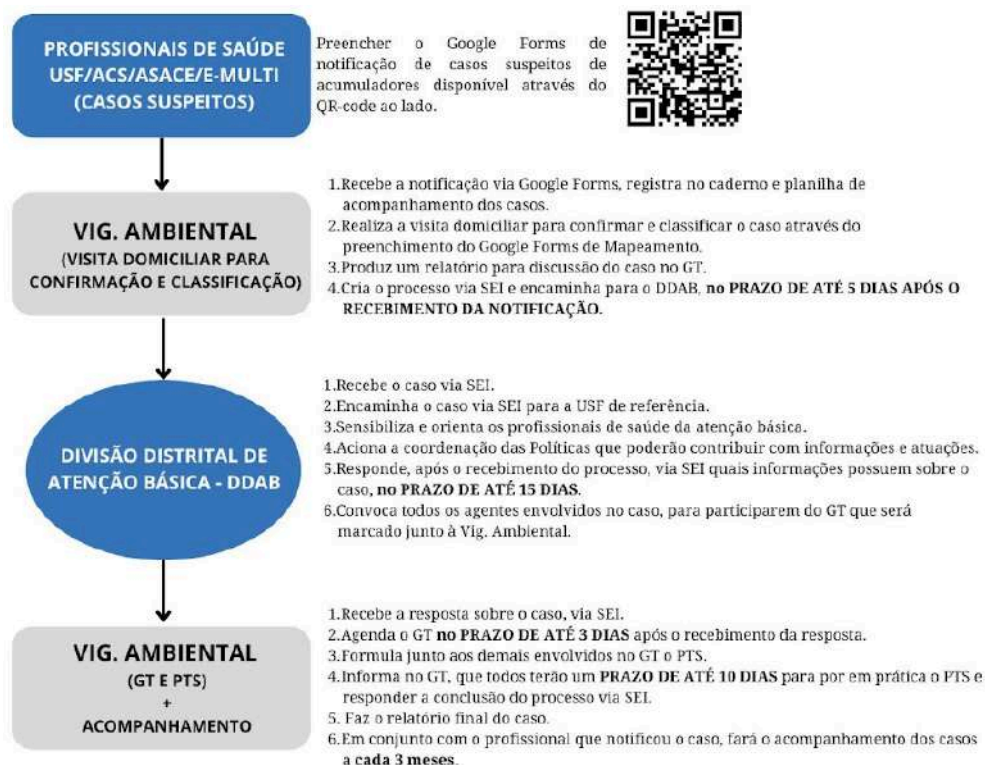 PROFISSIONAIS DE SAÚDE
USF/ACS/ASACE/E-MULTI
(CASOS SUSPEITOS)
Preencher o Google Forms de
notificação de casos suspeitos de
acumuladores disponível através do
QR-code ao lado.
VIG. AMBIENTAL
(VISITA DOMICILIAR PARA
CONFIRMAÇÃO E CLASSIFICAÇÃO)
1.Recebe a notificação via Google Forms, registra no caderno e planilha de
acompanhamento dos casos.
2.Realiza a visita domiciliar para confirmar e classificar o caso através do
preenchimento do Google Forms de Mapeamento.
3.Produz um relatório para discussão do caso no GT.
4.Cria o processo via SEI e encaminha para o DDAB, no PRAZO DE ATÉ 5 DIAS APÓS O
RECEBIMENTO DA NOTIFICAÇÃO.
DIVISÃO DISTRITAL DE
ATENÇÃO BÁSICA - DDAB
1.Recebe o caso via SEI.
2.Encaminha o caso via SEI para a USF de referência.
3.Sensibiliza e orienta os profissionais de saúde da atenção básica.
4.Aciona a coordenação das Políticas que poderão contribuir com informações e atuações.
5.Responde, após o recebimento do processo, via SEI quais informações possuem sobre o
caso, no PRAZO DE ATÉ 15 DIAS.
6.Convoca todos os agentes envolvidos no caso, para participarem do GT que será
marcado junto à Vig. Ambiental.
VIG. AMBIENTAL
(GT E PTS)
+
ACOMPANHAMENTO
1.Recebe a resposta sobre o caso, via SEI.
2.Agenda o GT no PRAZO DE ATÉ 3 DIAS após o recebimento da resposta.
3.Formula junto aos demais envolvidos no GT o PTS.
4.Informa no GT, que todos terão um PRAZO DE ATÉ 10 DIAS para por em prática o PTS e
responder a conclusão do processo via SEI.
5. Faz o relatório final do caso.
6.Em conjunto com o profissional que notificou o caso, fará o acompanhamento dos casos
a cada 3 meses.